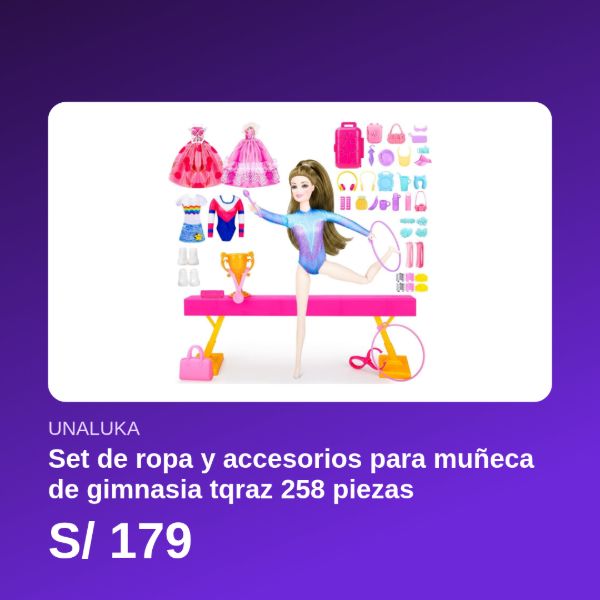 UNALUKA
Set de ropa y accesorios para muñeca
de gimnasia tqraz 258 piezas
S/ 179